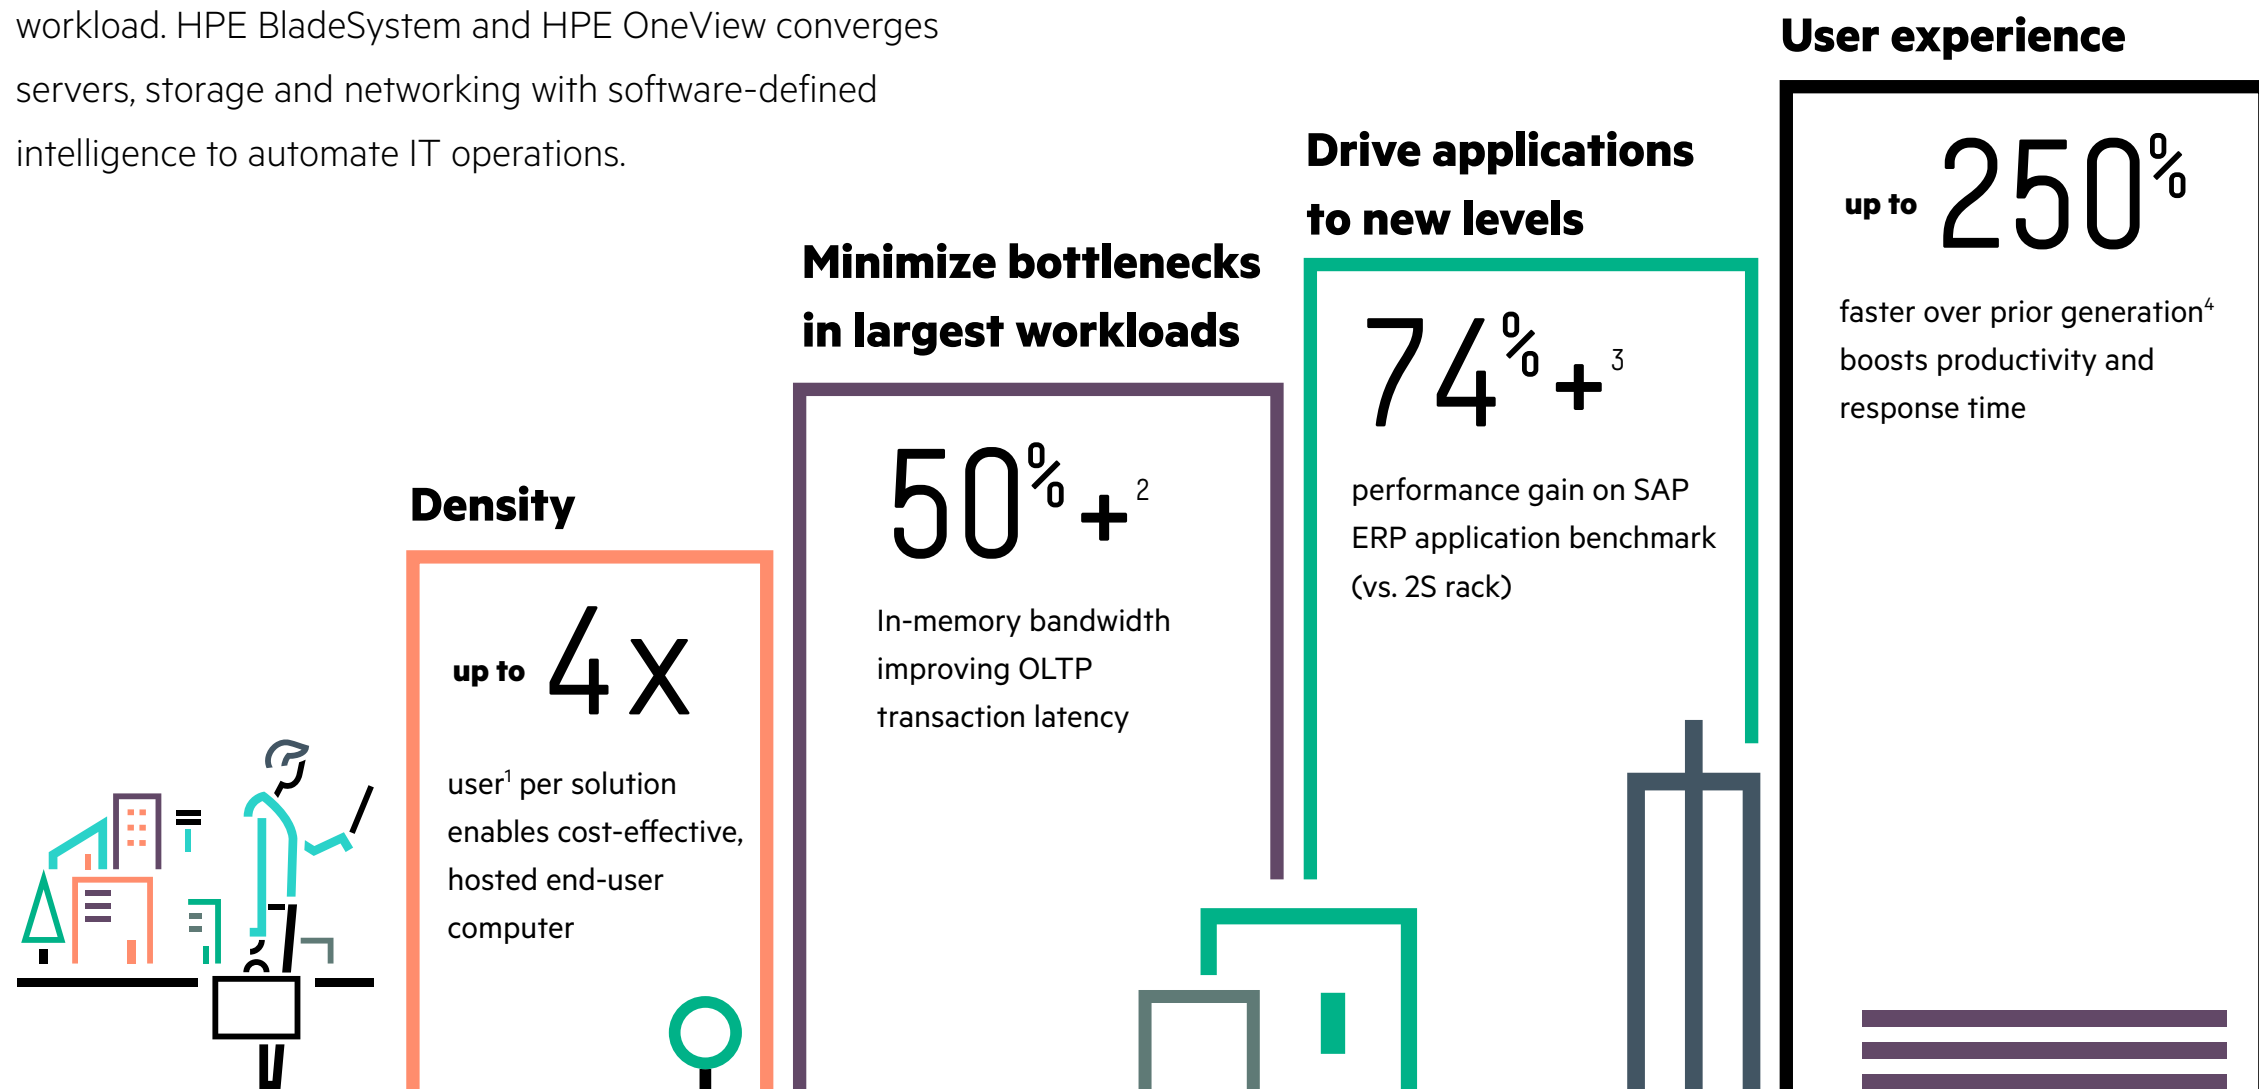 workload. HPE BladeSystem and HPE OneView converges
servers, storage and networking with software-defined
intelligence to automate IT operations.
Density
up to 4x
user¹ per solution
enables cost-effective,
hosted end-user
computer
Minimize bottlenecks
in largest workloads
50%+²
In-memory bandwidth
improving OLTP
transaction latency
Drive applications
to new levels
74%+³
performance gain on SAP
ERP application benchmark
(vs. 2S rack)
User experience
up to 250%
faster over prior generation⁴
boosts productivity and
response time